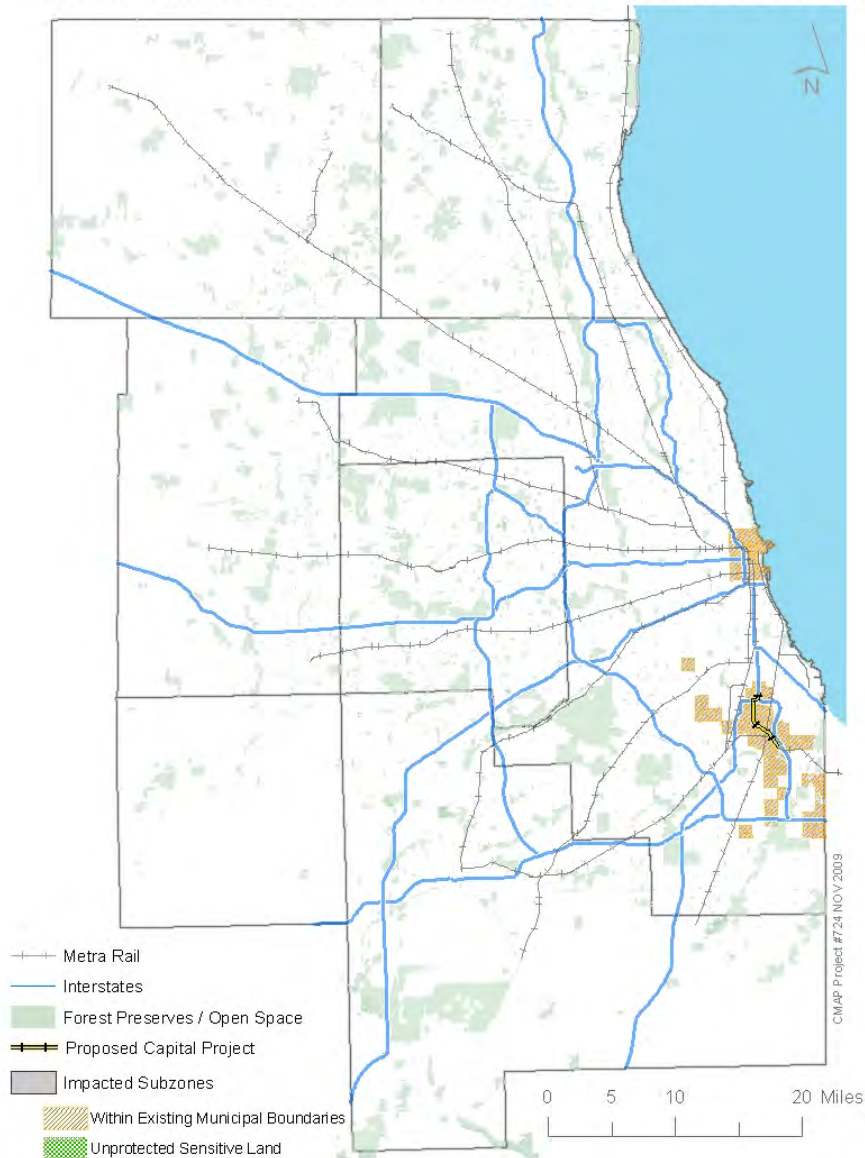 N
Metra Rail
Interstates
Forest Preserves / Open Space
Proposed Capital Project
Impacted Subzones
Within Existing Municipal Boundaries
Unprotected Sensitive Land
0 5 10 20 Miles
CMAP Project #724 NOV 2009